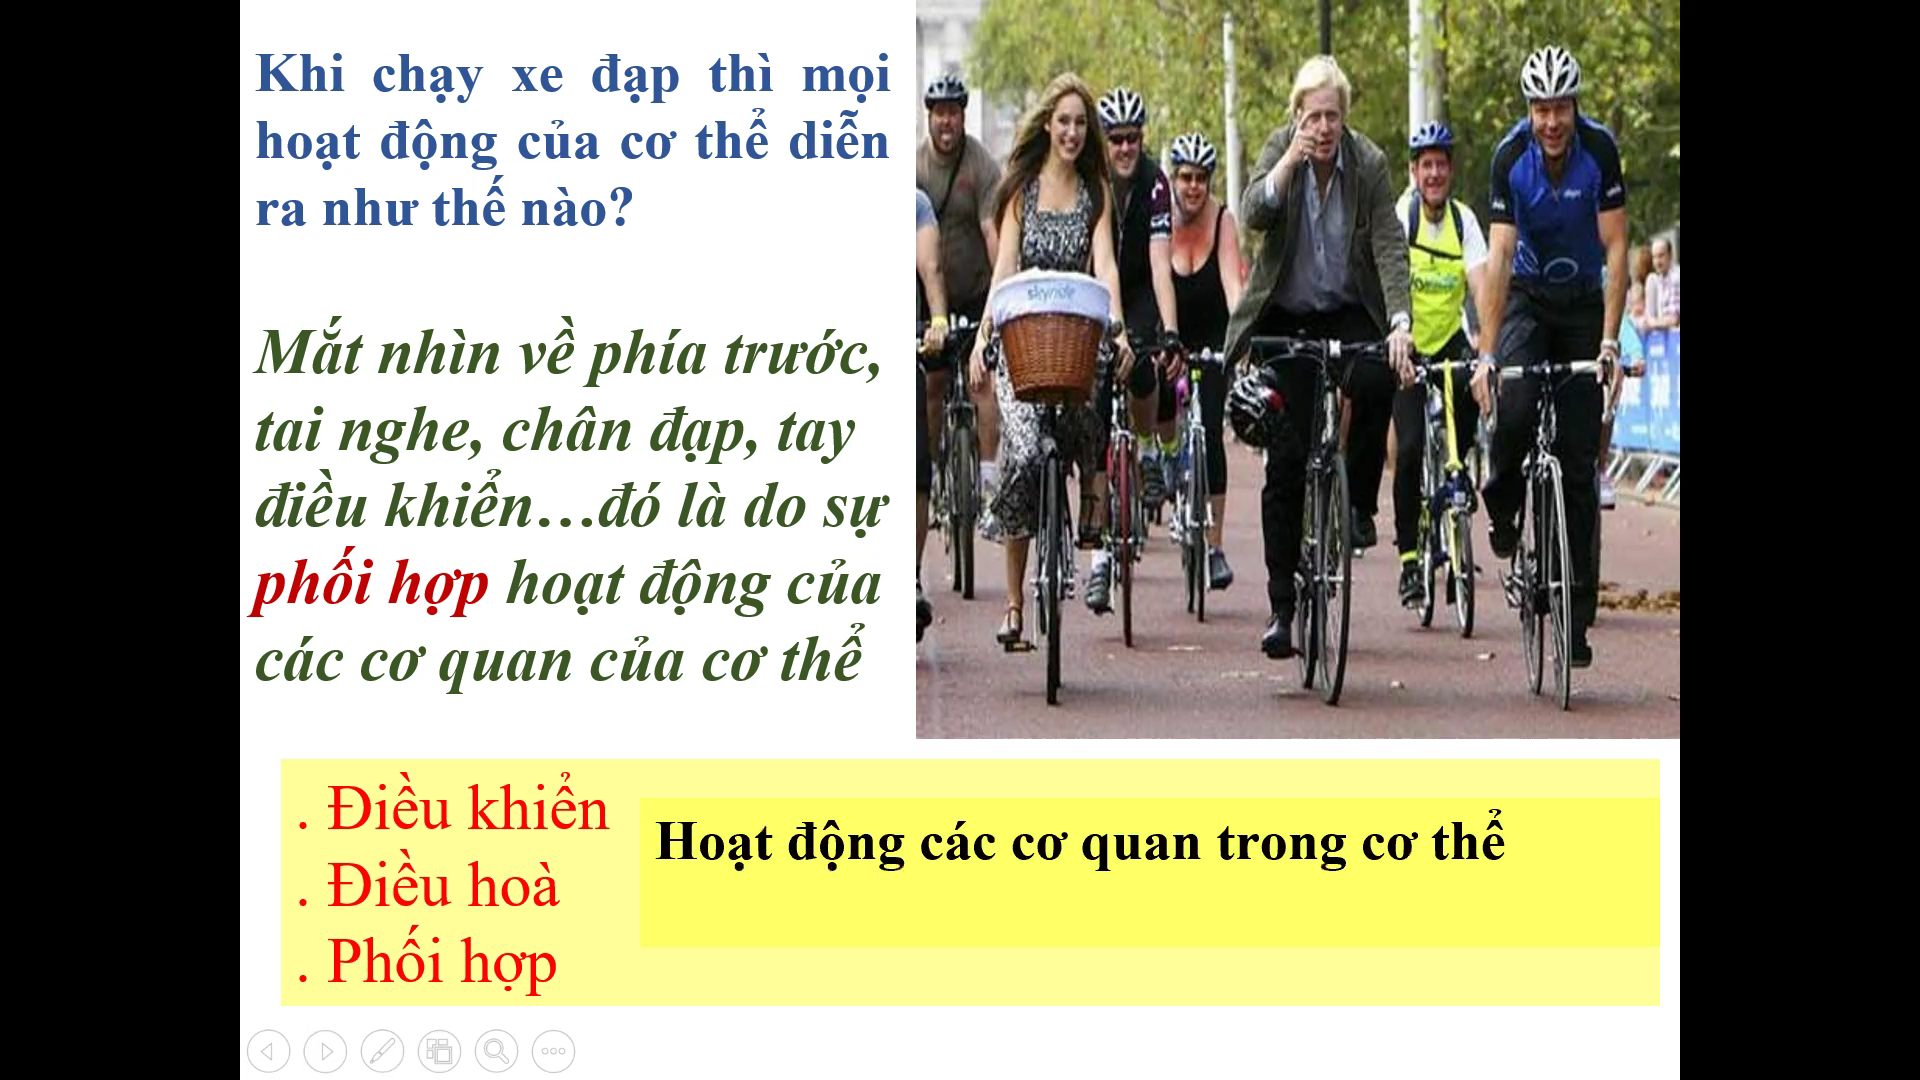 Khi chạy xe đạp thì mọi
hoạt động của cơ thể diễn
ra như thế nào?
Mắt nhìn về phía trước,
tai nghe, chân đạp, tay
điều khiển…đó là do sự
phối hợp hoạt động của
các cơ quan của cơ thể
skyride
. Điều khiển
. Điều hoà
. Phối hợp
Hoạt động các cơ quan trong cơ thể